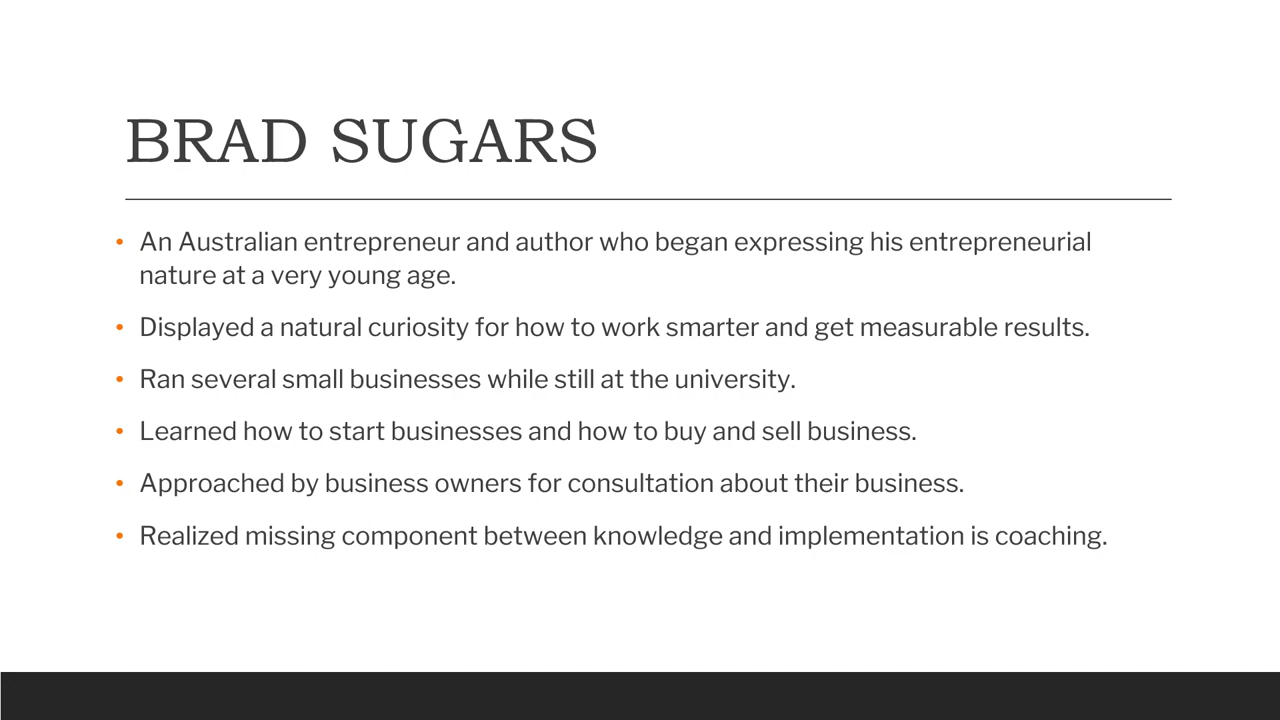 BRAD SUGARS
• An Australian entrepreneur and author who began expressing his entrepreneurial
nature at a very young age.
• Displayed a natural curiosity for how to work smarter and get measurable results.
• Ran several small businesses while still at the university.
• Learned how to start businesses and how to buy and sell business.
• Approached by business owners for consultation about their business.
• Realized missing component between knowledge and implementation is coaching.